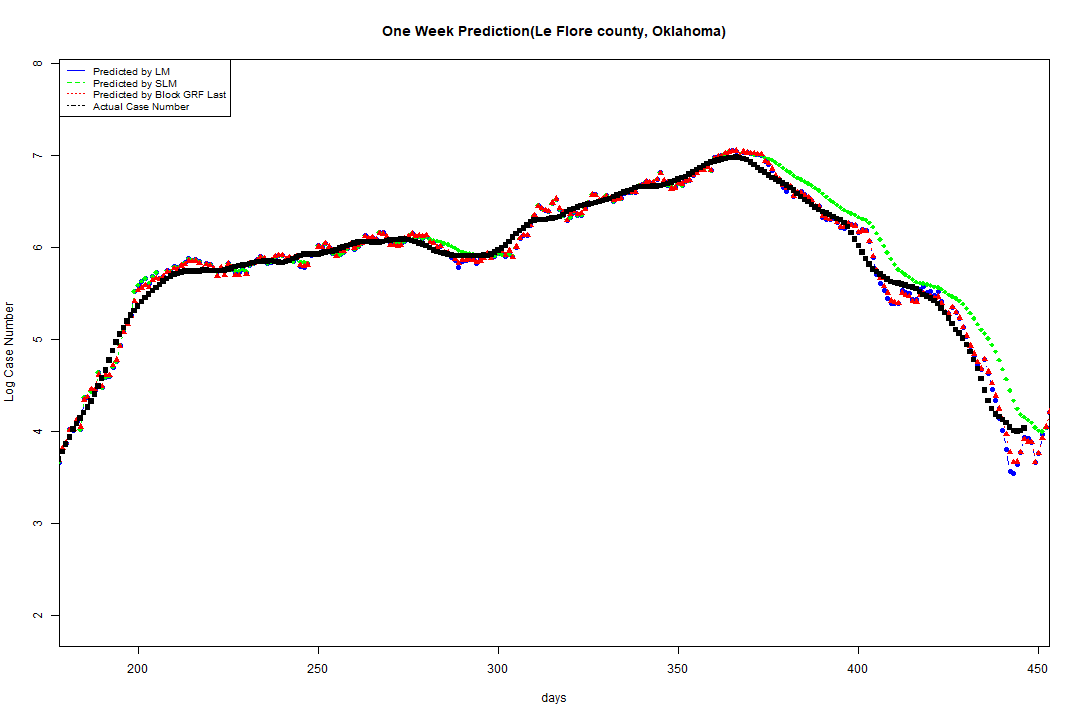 One Week Prediction(Le Flore county, Oklahoma)
Predicted by LM
Predicted by SLM
Predicted by Block GRF Last
Actual Case Number
8
7
6
5
4
3
2
Log Case Number
200 250 300 350 400 450
days